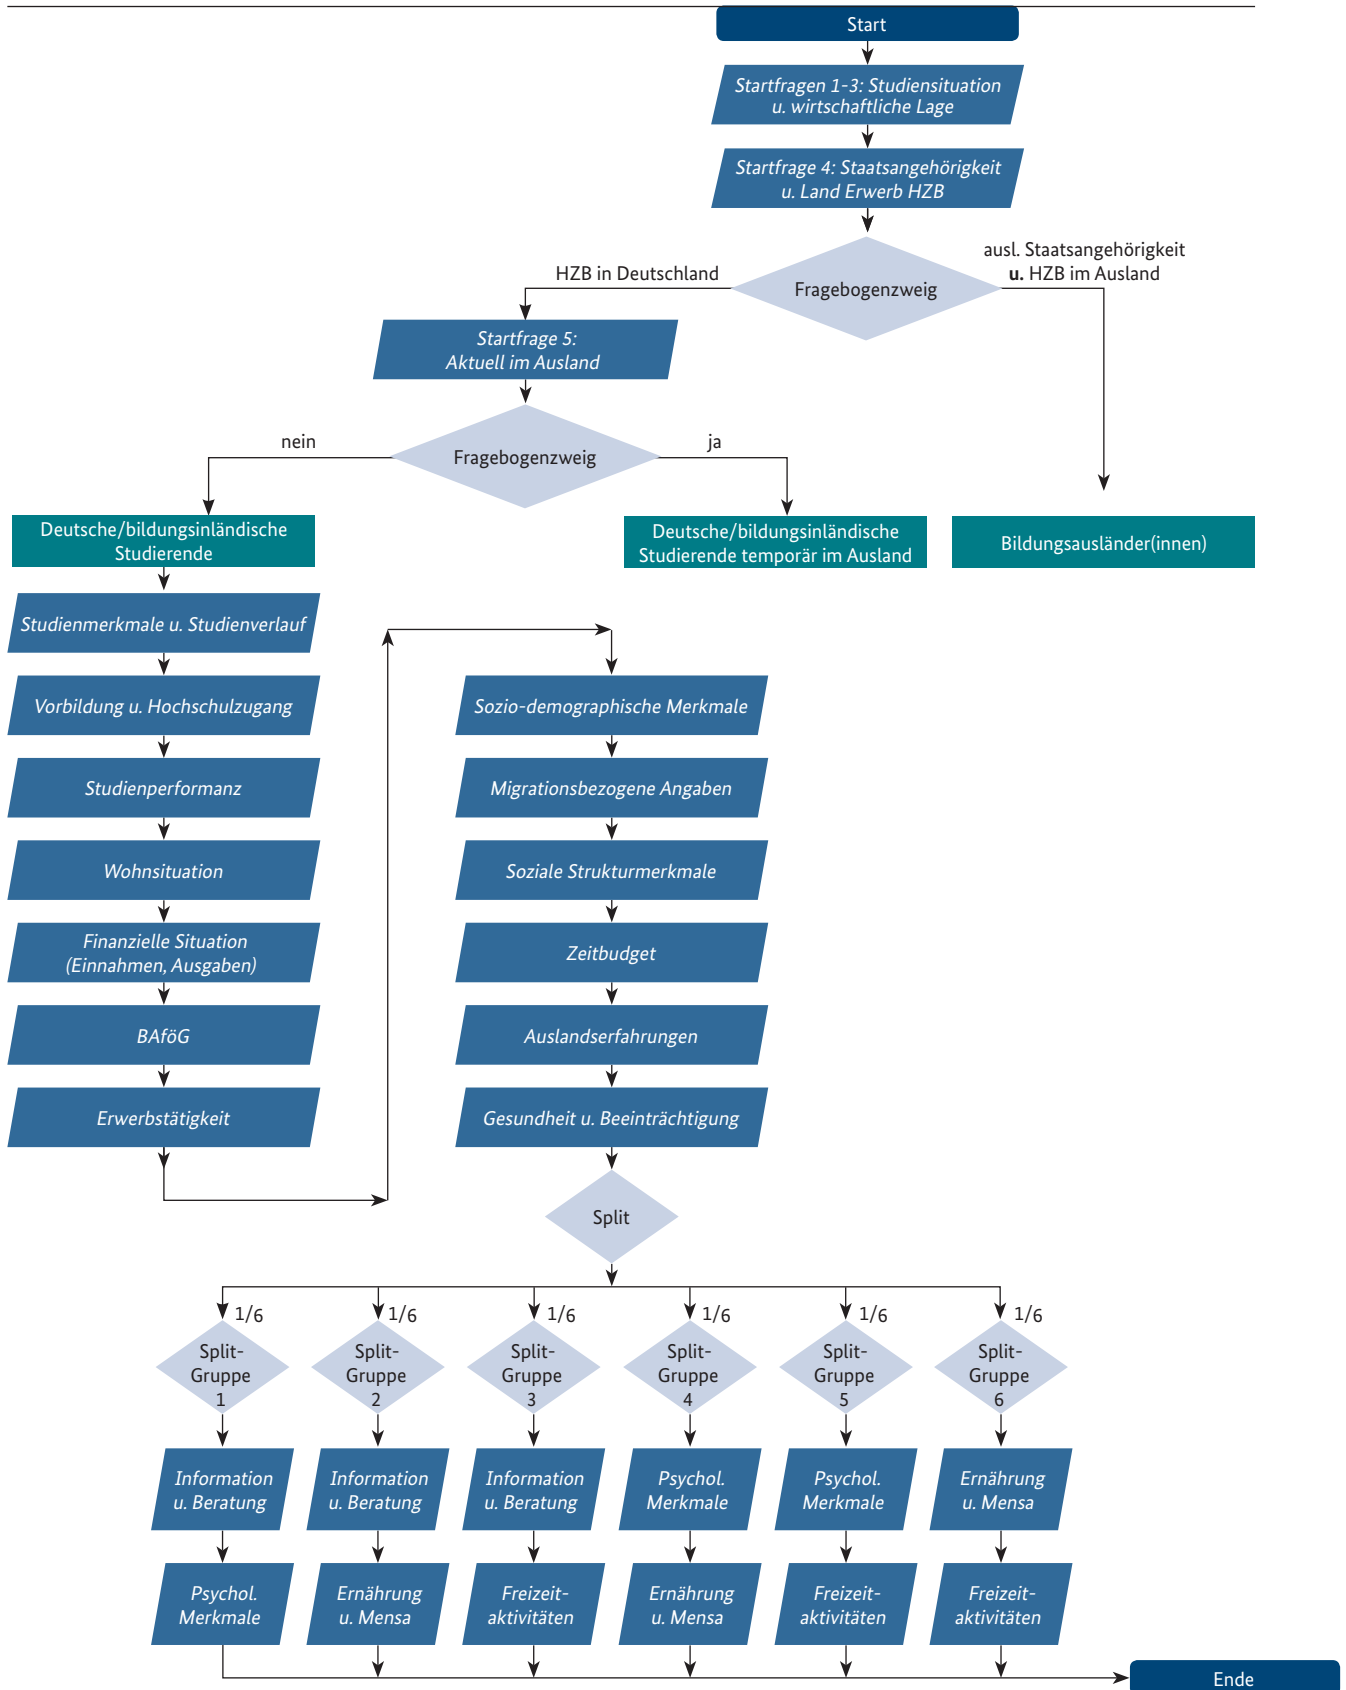 Start
Startfragen 1-3: Studiensituation
u. wirtschaftliche Lage
Startfrage 4: Staatsangehörigkeit
u. Land Erwerb HZB
Fragebogenzweig
HZB in Deutschland
ausl. Staatsangehörigkeit
u. HZB im Ausland
Startfrage 5:
Aktuell im Ausland
Fragebogenzweig
nein
ja
Deutsche/bildungsinländische
Studierende
Deutsche/bildungsinländische
Studierende temporär im Ausland
Bildungsausländer(innen)
Studienmerkmale u. Studienverlauf
Vorbildung u. Hochschulzugang
Studienperformanz
Wohnsituation
Finanzielle Situation
(Einnahmen, Ausgaben)
BAföG
Erwerbstätigkeit
Sozio-demographische Merkmale
Migrationsbezogene Angaben
Soziale Strukturmerkmale
Zeitbudget
Auslandserfahrungen
Gesundheit u. Beeinträchtigung
Split
1/6
1/6
1/6
1/6
1/6
1/6
Split-
Gruppe
1
Split-
Gruppe
2
Split-
Gruppe
3
Split-
Gruppe
4
Split-
Gruppe
5
Split-
Gruppe
6
Information
u. Beratung
Information
u. Beratung
Information
u. Beratung
Psychol.
Merkmale
Psychol.
Merkmale
Ernährung
u. Mensa
Psychol.
Merkmale
Ernährung
u. Mensa
Freizeit-
aktivitäten
Ernährung
u. Mensa
Freizeit-
aktivitäten
Freizeit-
aktivitäten
Ende